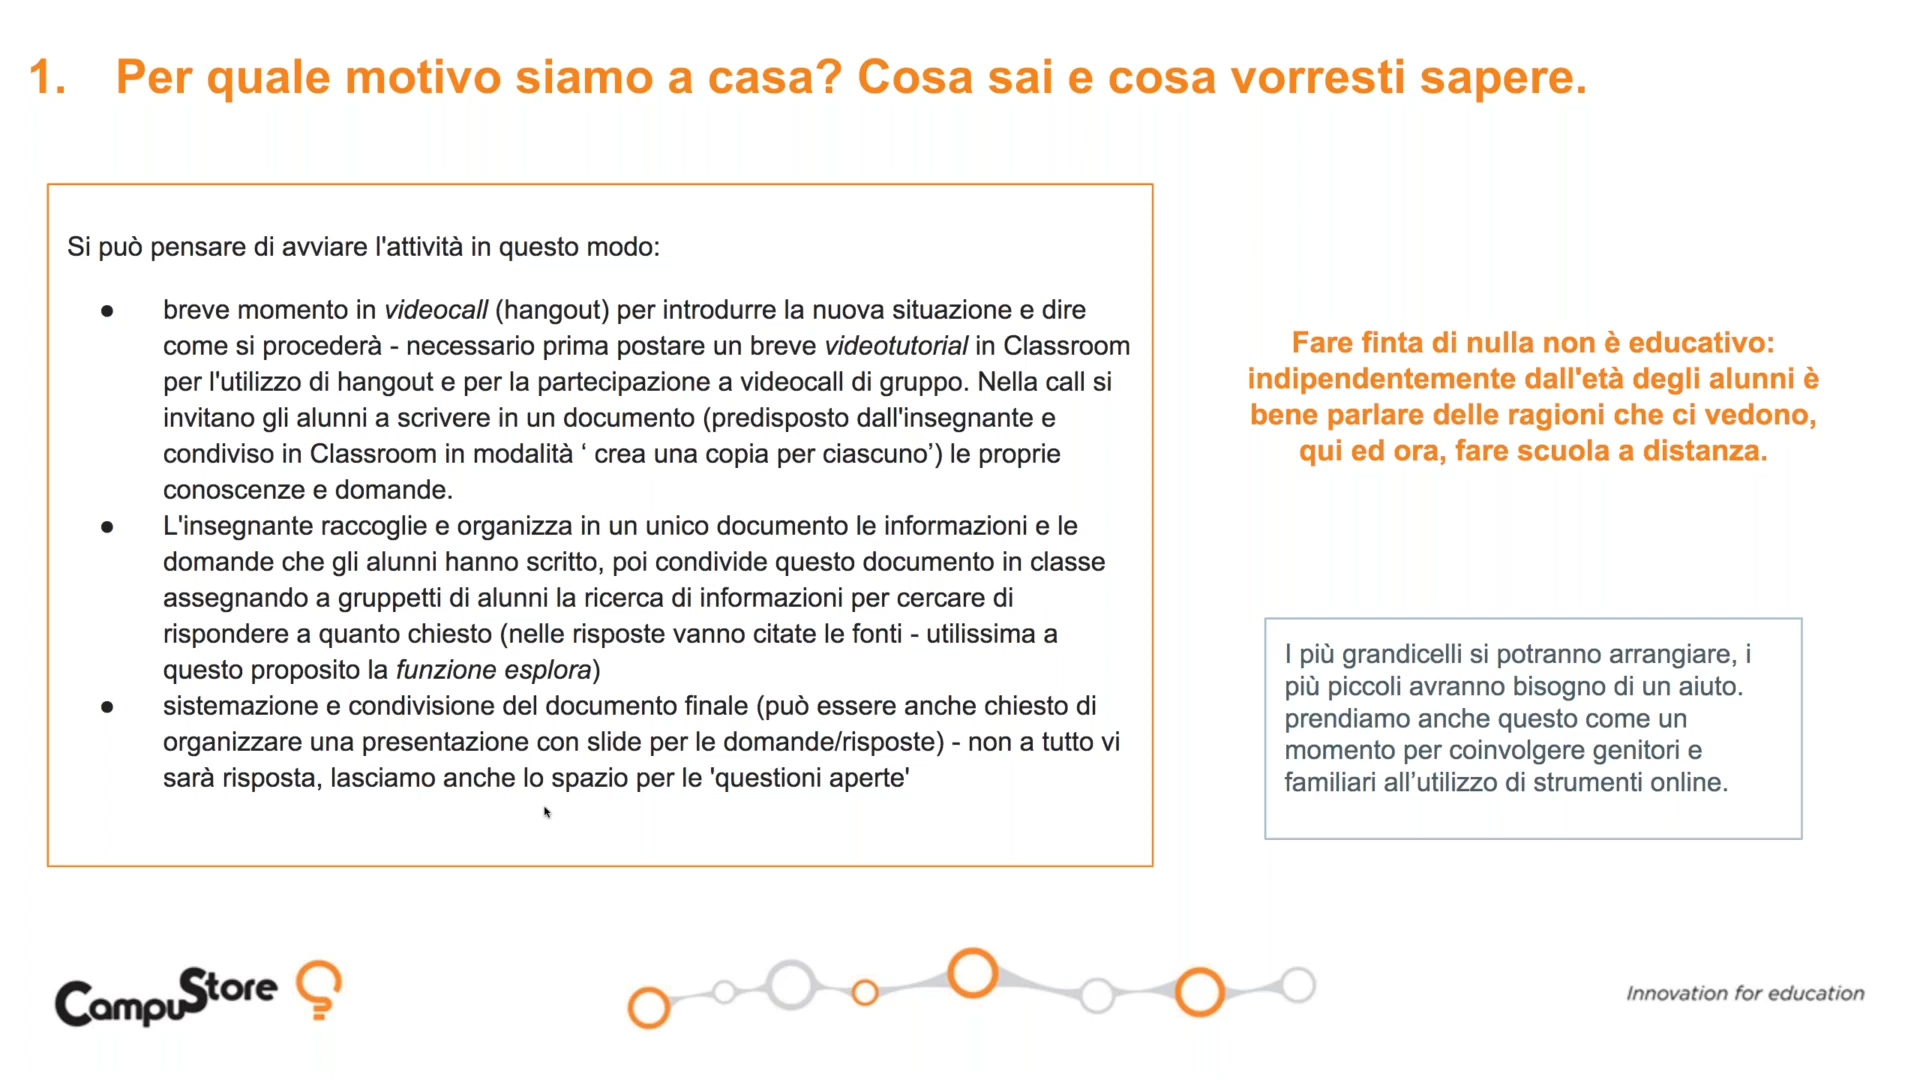 1. Per quale motivo siamo a casa? Cosa sai e cosa vorresti sapere.
Si può pensare di avviare l'attività in questo modo:
● breve momento in videocall (hangout) per introdurre la nuova situazione e dire
come si procederà - necessario prima postare un breve videotutorial in Classroom
per l'utilizzo di hangout e per la partecipazione a videocall di gruppo. Nella call si
invitano gli alunni a scrivere in un documento (predisposto dall'insegnante e
condiviso in Classroom in modalità ‘ crea una copia per ciascuno’) le proprie
conoscenze e domande.
● L'insegnante raccoglie e organizza in un unico documento le informazioni e le
domande che gli alunni hanno scritto, poi condivide questo documento in classe
assegnando a gruppetti di alunni la ricerca di informazioni per cercare di
rispondere a quanto chiesto (nelle risposte vanno citate le fonti - utilissima a
questo proposito la funzione esplora)
● sistemazione e condivisione del documento finale (può essere anche chiesto di
organizzare una presentazione con slide per le domande/risposte) - non a tutto vi
sarà risposta, lasciamo anche lo spazio per le 'questioni aperte'
Fare finta di nulla non è educativo:
indipendentemente dall'età degli alunni è
bene parlare delle ragioni che ci vedono,
qui ed ora, fare scuola a distanza.
I più grandicelli si potranno arrangiare, i
più piccoli avranno bisogno di un aiuto.
prendiamo anche questo come un
momento per coinvolgere genitori e
familiari all’utilizzo di strumenti online.
CampuStore
Innovation for education